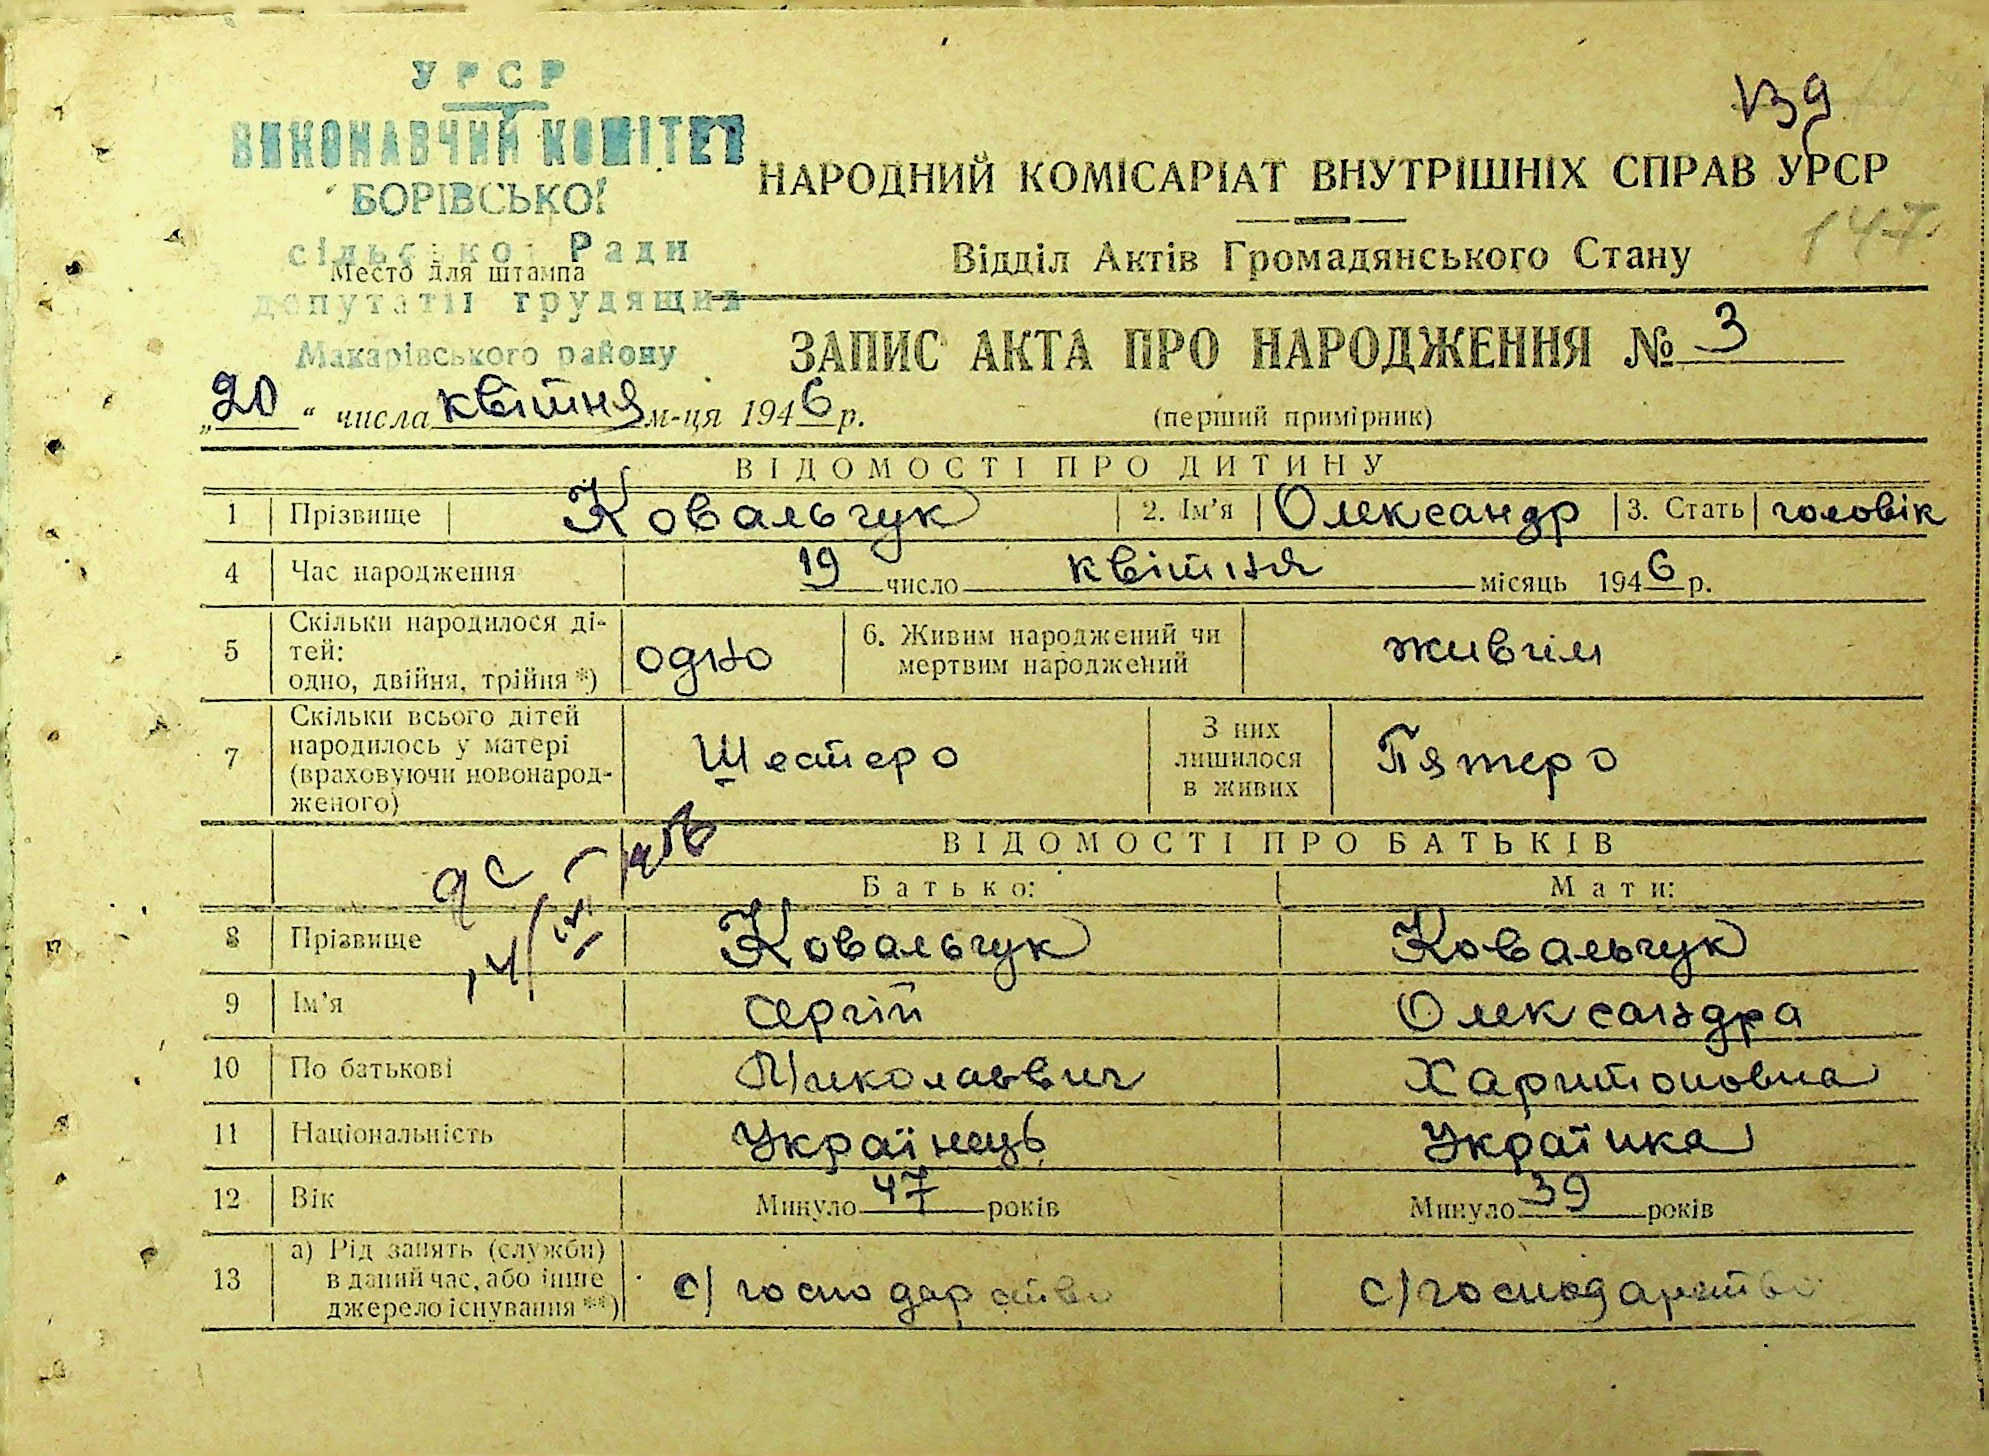 УРСР
ВИКОНАВЧИЙ КОМІТЕТ
БОРІВСЬКОЇ
сільської Ради
Место для штампа
депутатів трудящих
Макарівського району
139
НАРОДНИЙ КОМІСАРІАТ ВНУТРІШНІХ СПРАВ УРСР
147
Відділ Актів Громадянського Стану
ЗАПИС АКТА ПРО НАРОДЖЕННЯ № 3
„20“ числа квітня м-ця 1946 р.
(перший примірник)
ВІДОМОСТІ ПРО ДИТИНУ
1 Прізвище Ковальчук 2. Ім'я Олександр 3. Стать чоловік
4 Час народження 19 число квітня місяць 1946 р.
5 Скільки народилося ді-
тей:
одно, двійня, трійня *) одно 6. Живим народжений чи
мертвим народжений живим
7 Скільки всього дітей
народилось у матері
(враховуючи новонарод-
женого) Шестеро З них
лишилося
в живих Пятеро
ВІДОМОСТІ ПРО БАТЬКІВ
Батько: Мати:
8 Прізвище Ковальчук Ковальчук
9 Ім'я Сергій Олександра
10 По батькові Миколаєвич Харитоновна
11 Національність Українець Українка
12 Вік Минуло 47 років Минуло 39 років
13 а) Рід занять (служби)
в даний час, або інше
джерело існування **) с/господарство с/господарство